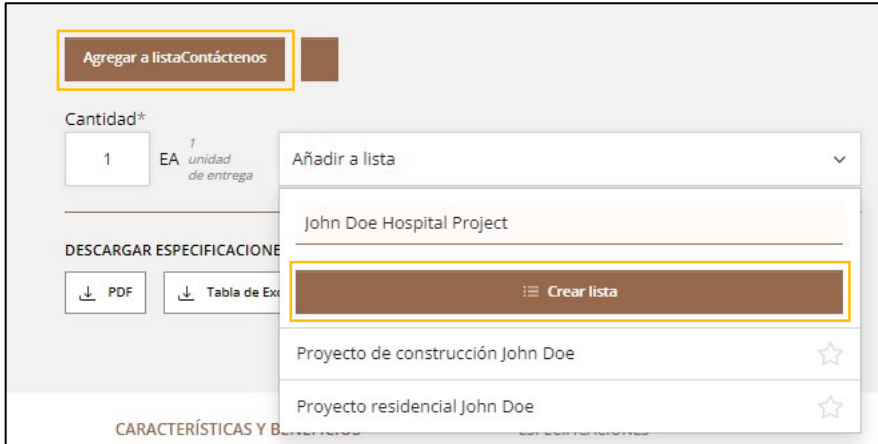 Agregar a listaContáctenos
Cantidad*
1 EA 1
unidad
de entrega
Añadir a lista
John Doe Hospital Project
DESCARGAR ESPECIFICACIONE
PDF Tabla de Exc
Crear lista
Proyecto de construcción John Doe
Proyecto residencial John Doe
CARACTERÍSTICAS Y BENEFICIOS ESPECIFICACIONES